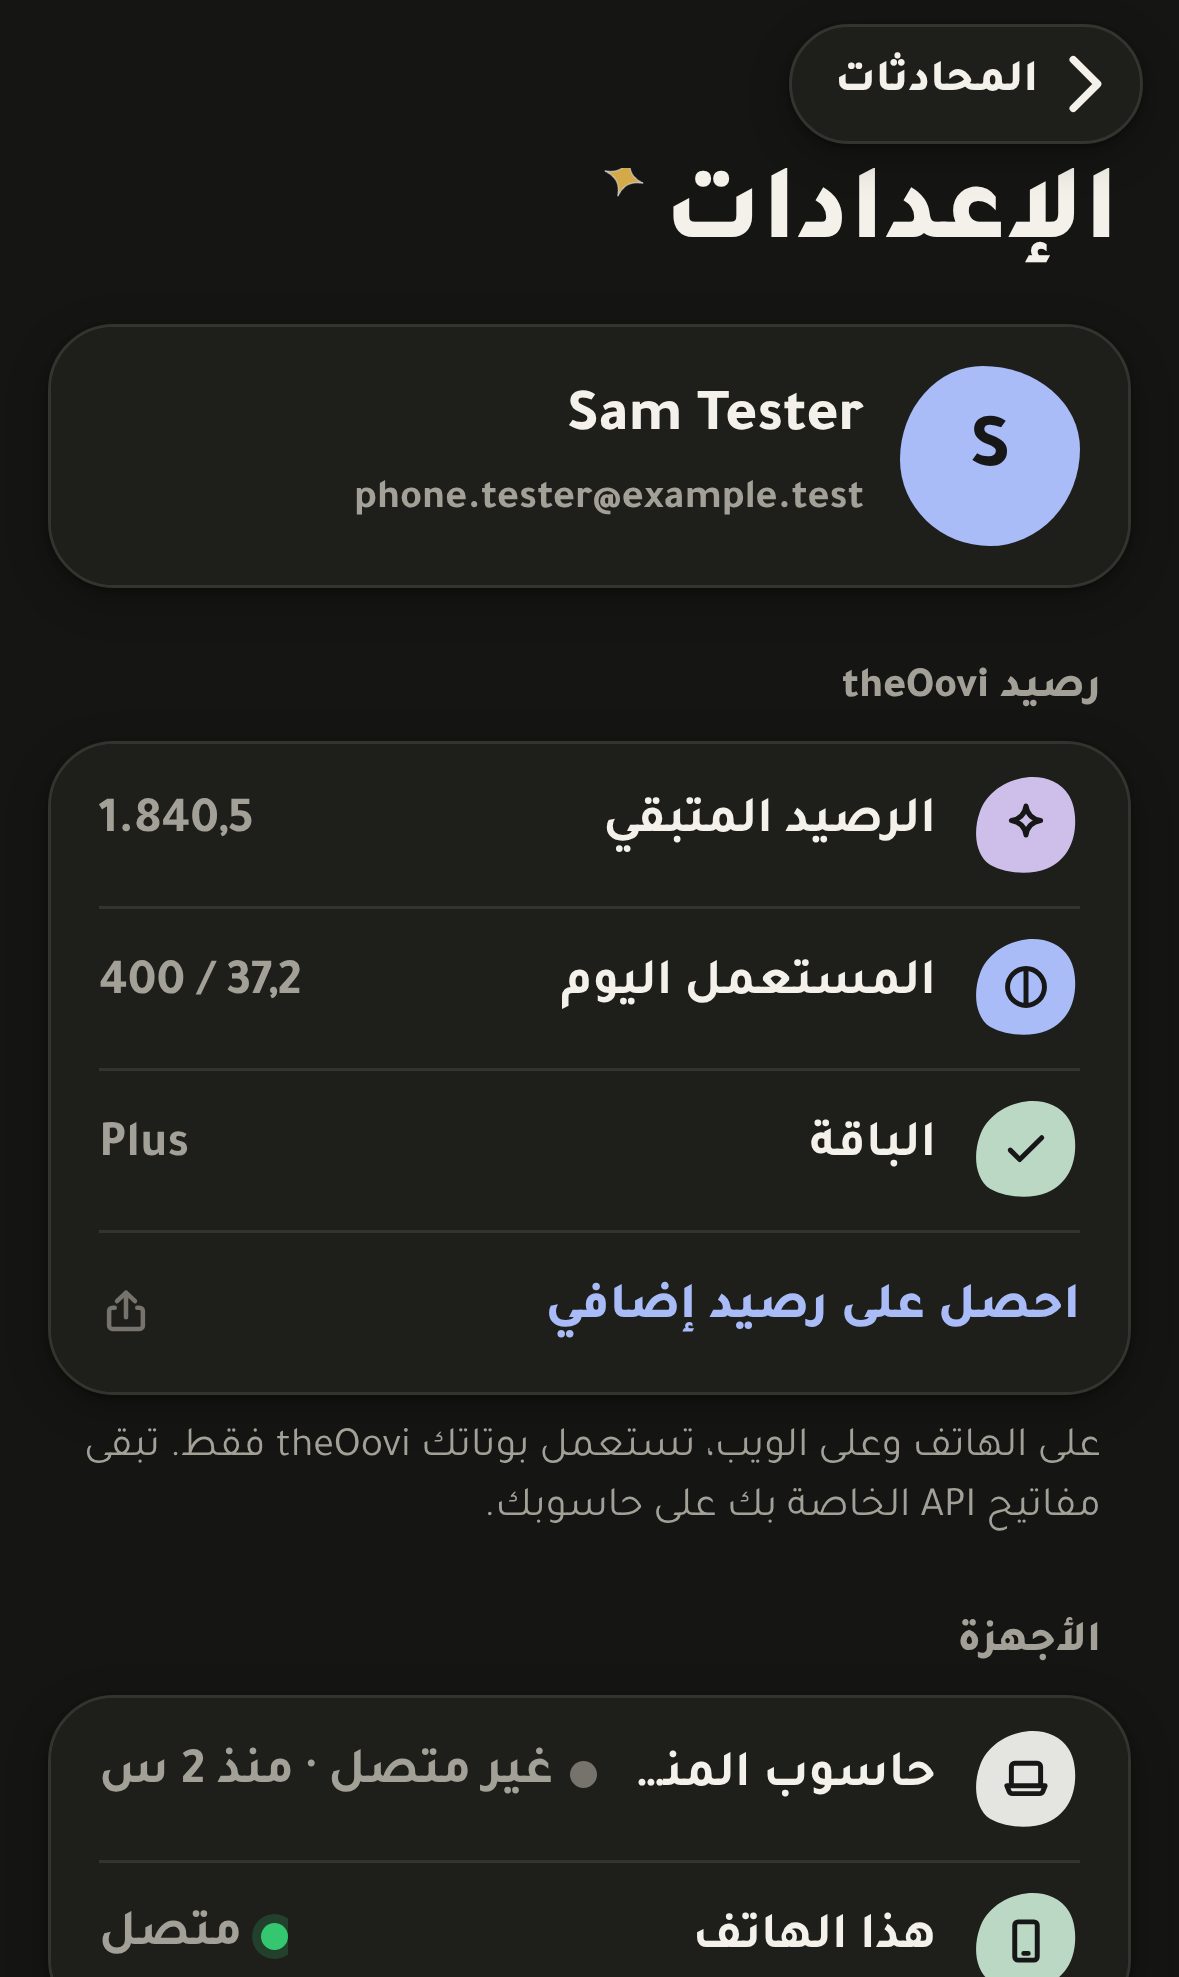 المحادثات
الإعدادات
S
Sam Tester
phone.tester@example.test
رصيد theOovi
الرصيد المتبقي 1.840,5
المستعمل اليوم 37,2 / 400
الباقة Plus
احصل على رصيد إضافي
على الهاتف وعلى الويب، تستعمل بوتاتك theOovi فقط. تبقى
مفاتيح API الخاصة بك على حاسوبك.
الأجهزة
حاسوب المنـ… غير متصل · منذ 2 س
هذا الهاتف متصل